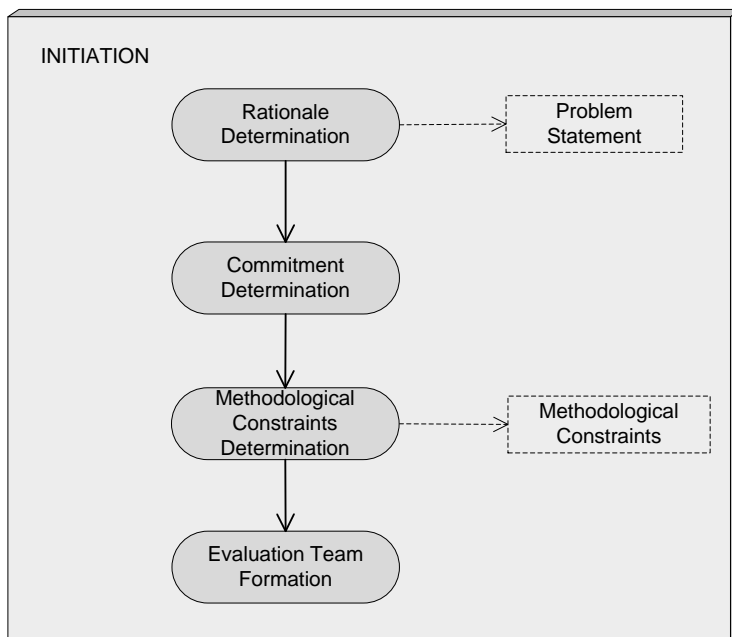 INITIATION
Rationale
Determination
Problem
Statement
Commitment
Determination
Methodological
Constraints
Determination
Methodological
Constraints
Evaluation Team
Formation